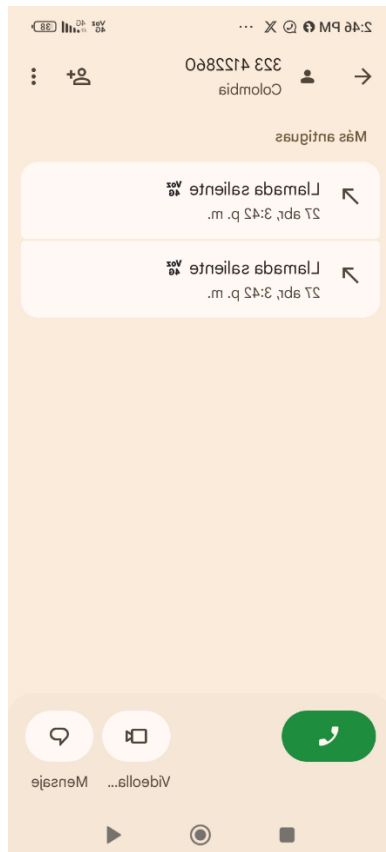 2:46 PM ... Voz 4G 4G 38
323 4122860
Colombia
Más antiguas
Llamada saliente Voz 4G
27 abr, 3:42 p. m.
Llamada saliente Voz 4G
27 abr, 3:42 p. m.
Videolla... Mensaje